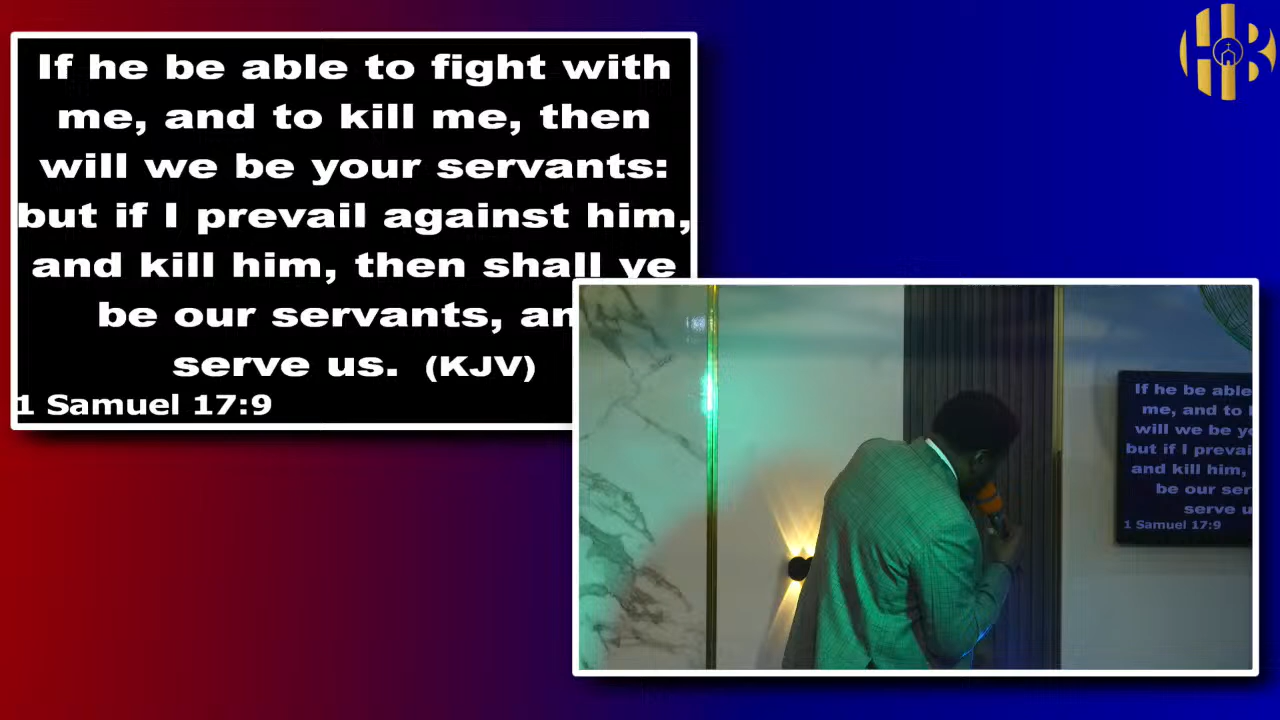 If he be able to fight with
me, and to kill me, then
will we be your servants:
but if I prevail against him,
and kill him, then shall ye
be our servants, an
serve us. (KJV)
1 Samuel 17:9
HB
If he be able
me, and to
will we be
but if I prevai
and kill him,
be our ser
serve u
1 Samuel 17:9